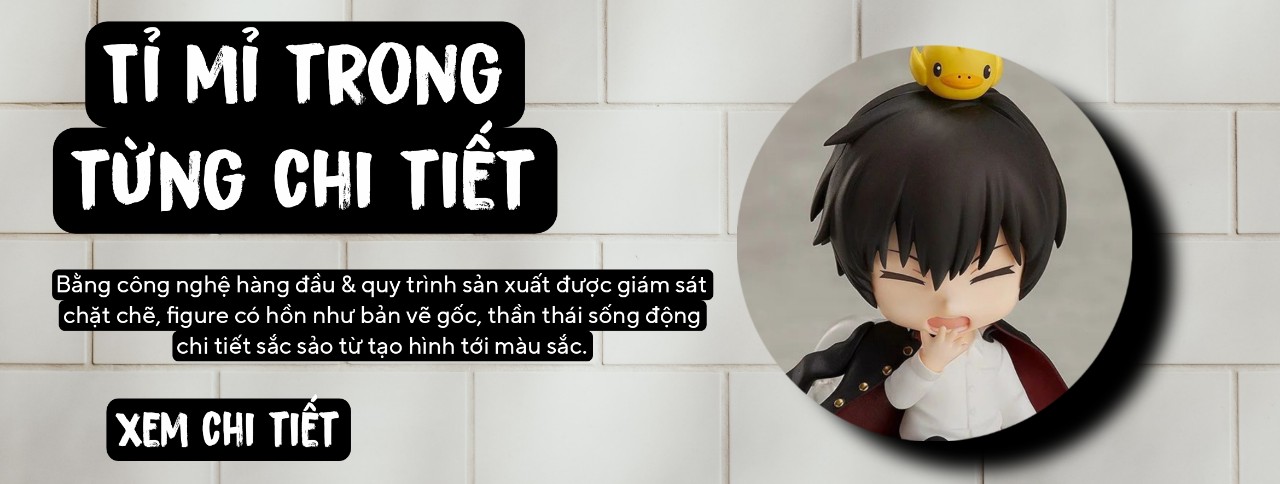 TỈ MỈ TRONG
TỪNG CHI TIẾT
Bằng công nghệ hàng đầu & quy trình sản xuất được giám sát
chặt chẽ, figure có hồn như bản vẽ gốc, thần thái sống động
chi tiết sắc sảo từ tạo hình tới màu sắc.
XEM CHI TIẾT